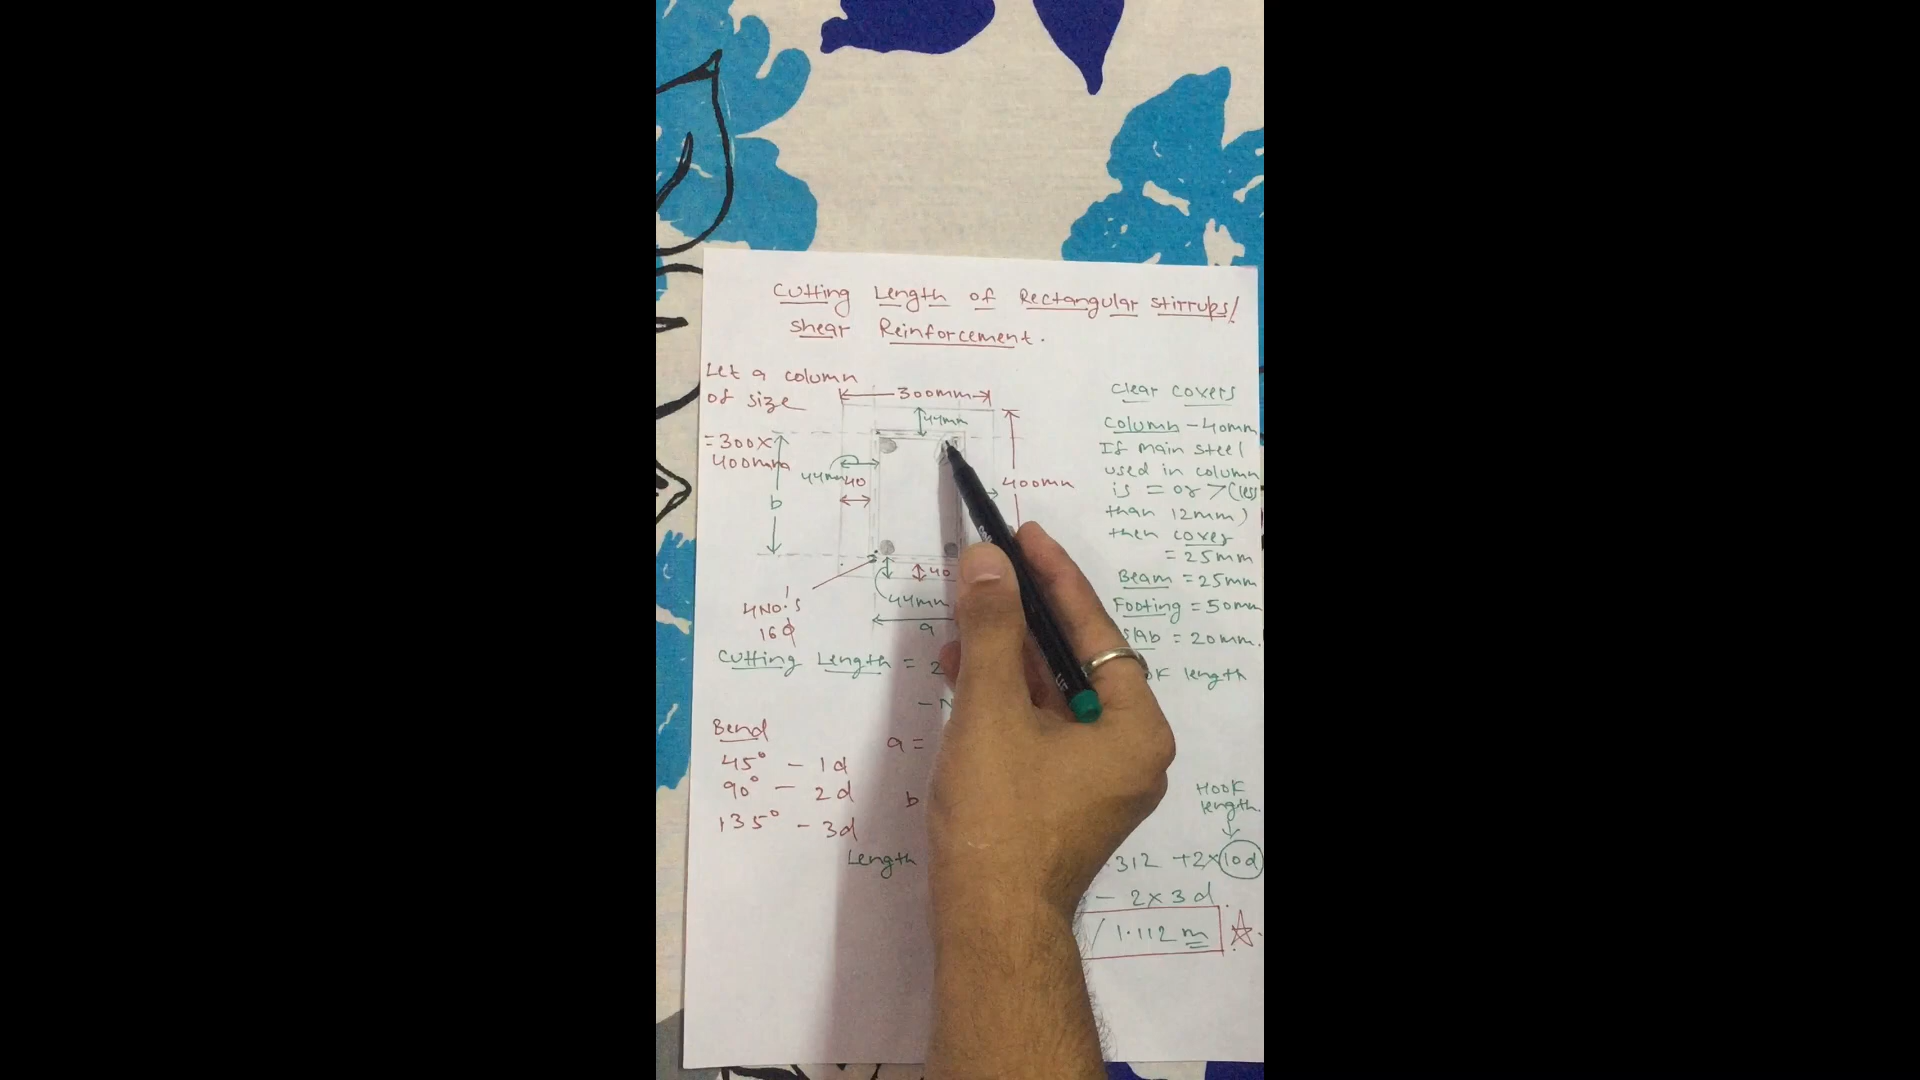 Cutting Length of Rectangular stirrups/
shear Reinforcement.
Let a column
of size
=300x
400mm
300mm
44mm
44mm
40
400mm
b
40
44mm
a
4NO.'s
16φ
Clear covers
Column - 40mm
If main steel
used in column
is = or > (less
than 12mm)
then cover
= 25mm
Beam = 25mm
Footing = 50mm
slab = 20mm.
Cutting Length = 2
length
Bend
45° - 1d
90° - 2d
135° - 3d
a =
b
HOOK
length.
Length
312 +2x10d
- 2x3d.
1.112 m